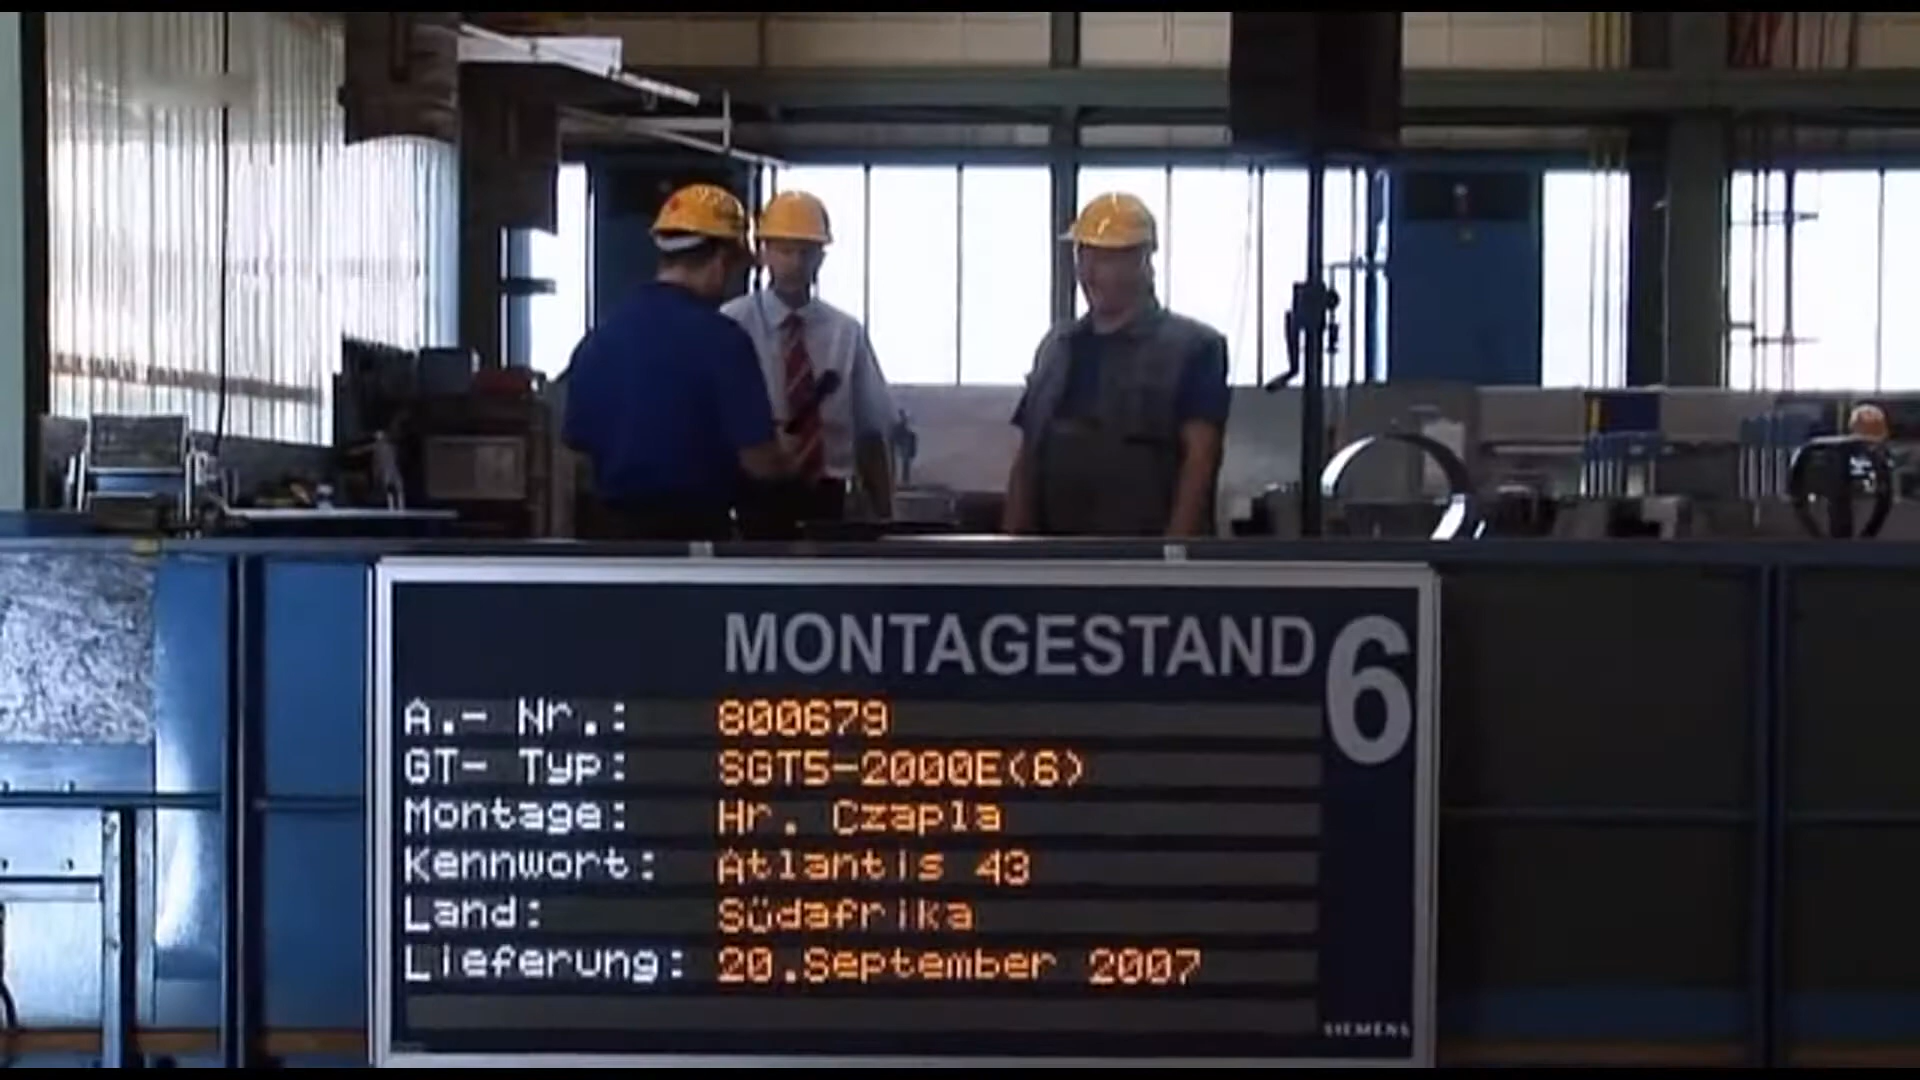 MONTAGESTAND 6
A.- Nr.: 800679
GT- Typ: SGT5-2000E(6)
Montage: Hr. Czapla
Kennwort: Atlantis 43
Land: Südafrika
Lieferung: 20.September 2007
SIEMENS